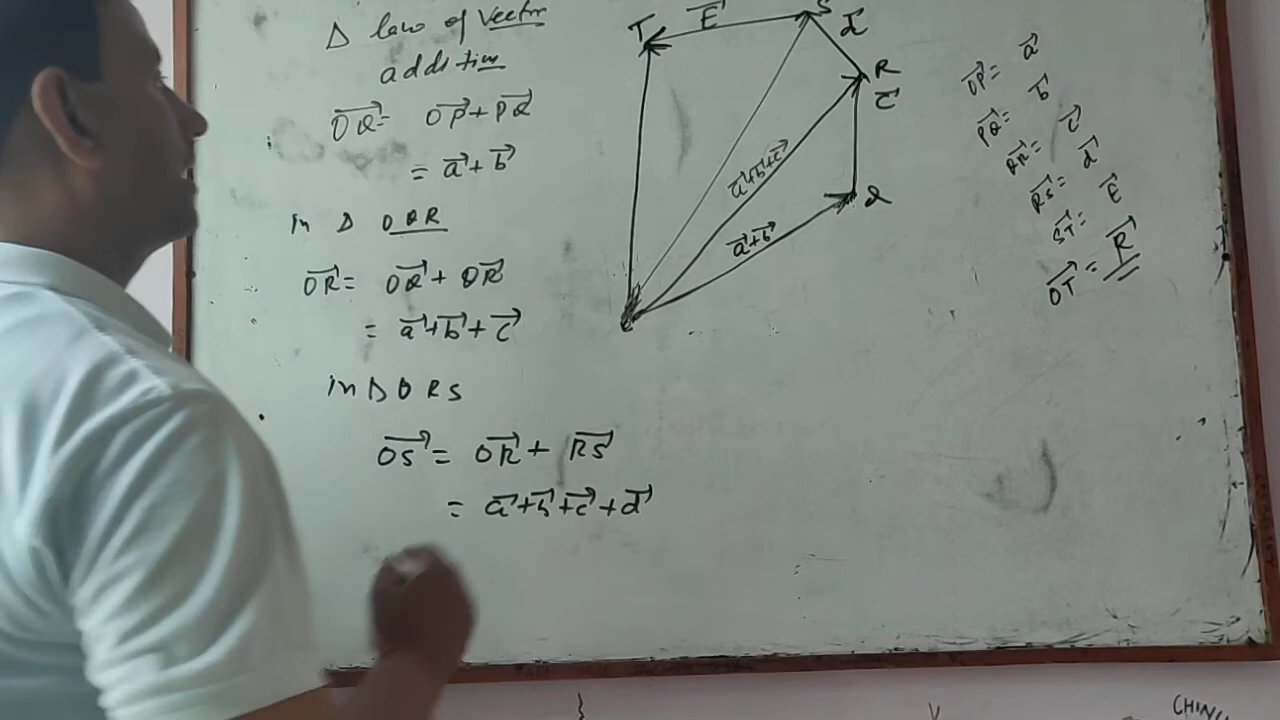 Δ law of vector
addition
OQ⃗ = OP⃗ + PQ⃗
= a⃗ + b⃗
In Δ OQR
OR⃗ = OQ⃗ + QR⃗
= a⃗ + b⃗ + c⃗
In Δ ORS
OS⃗ = OR⃗ + RS⃗
= a⃗ + b⃗ + c⃗ + d⃗
T E⃗ S
d⃗
R
c⃗
a⃗+b⃗+c⃗
Q
a⃗+b⃗
OP⃗ = a⃗
PQ⃗ = b⃗
QR⃗ = c⃗
RS⃗ = d⃗
ST⃗ = E⃗
OT⃗ = R⃗